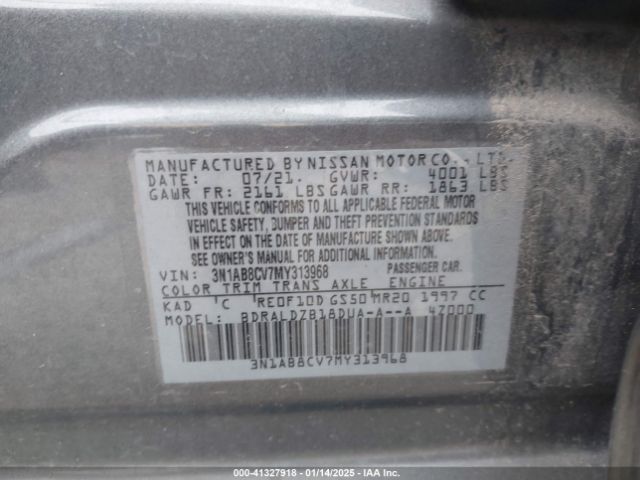 MANUFACTURED BY NISSAN MOTOR CO., LTD.
DATE: 07/21. GVWR: 4001 LBS
GAWR FR: 2161 LBS GAWR RR: 1863 LBS
THIS VEHICLE CONFORMS TO ALL APPLICABLE FEDERAL MOTOR
VEHICLE SAFETY, BUMPER AND THEFT PREVENTION STANDARDS
IN EFFECT ON THE DATE OF MANUFACTURE SHOWN ABOVE.
SEE OWNER'S MANUAL FOR ADDITIONAL INFORMATION.
VIN: 3N1AB8CV7MY313968 PASSENGER CAR.
COLOR TRIM TRANS AXLE ENGINE
KAD 'C 'RE0F10D GS50 MR20 1997 CC
MODEL: BDRALDZB18DUA-A--A 4Z000
3N1AB8CV7MY313968
000-41327918 - 01/14/2025 - IAA Inc.